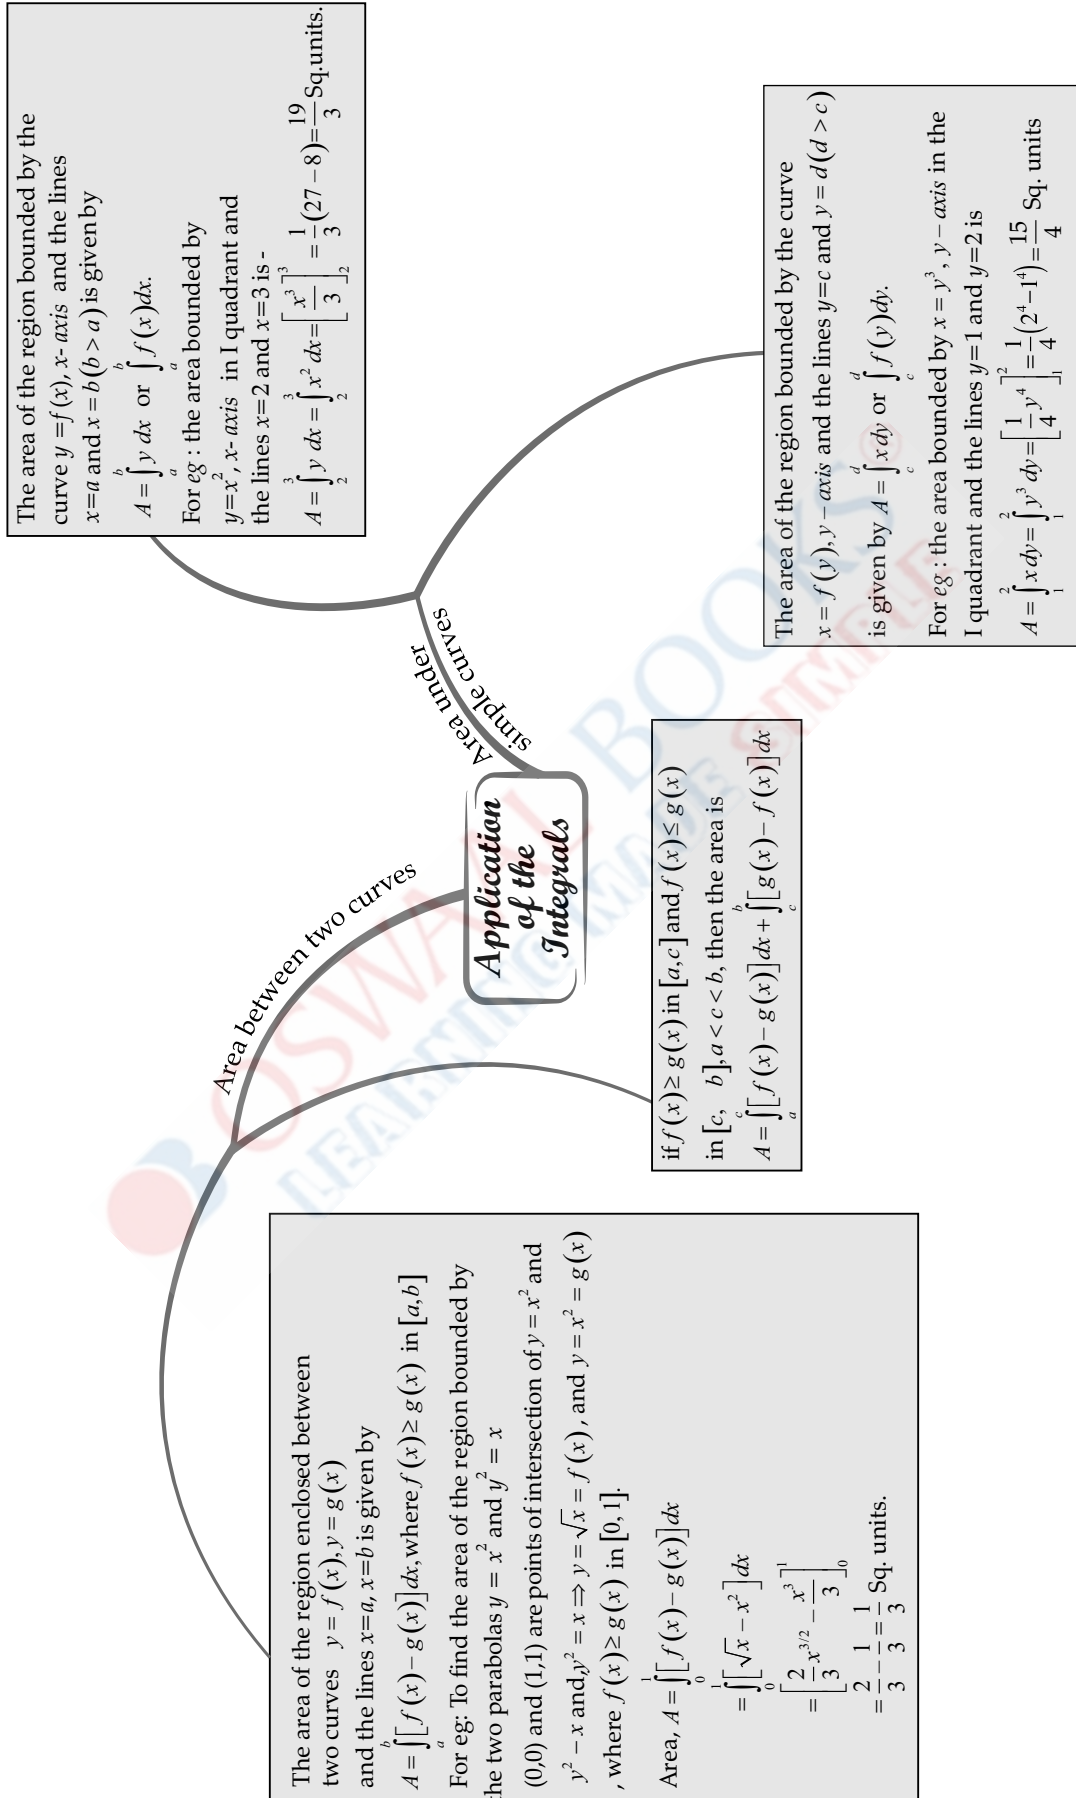 Application
of the
Integrals
Area under
simple curves
The area of the region bounded by the
curve y =f (x), x- axis and the lines
x=a and x = b(b > a) is given by
A = ∫_a^b y dx or ∫_a^b f (x)dx.
For eg : the area bounded by
y=x², x- axis in I quadrant and
the lines x=2 and x=3 is -
A = ∫_2^3 y dx = ∫_2^3 x² dx = [x³/3]_2^3 = 1/3(27 – 8)= 19/3 Sq.units.
The area of the region bounded by the curve
x = f (y), y – axis and the lines y=c and y = d(d > c)
is given by A = ∫_c^d xdy or ∫_c^d f (y)dy.
For eg : the area bounded by x = y³, y – axis in the
I quadrant and the lines y=1 and y=2 is
A = ∫_1^2 xdy = ∫_1^2 y³ dy = [1/4 y⁴]_1^2 = 1/4(2⁴–1⁴)= 15/4 Sq. units
Area between two curves
The area of the region enclosed between
two curves y = f (x), y = g(x)
and the lines x=a, x=b is given by
A = ∫_a^b [f (x) – g(x)]dx, where f (x) ≥ g(x) in [a,b]
For eg: To find the area of the region bounded by
he two parabolas y = x² and y² = x
(0,0) and (1,1) are points of intersection of y = x² and
y² – x and,y² = x ⇒ y = √x = f (x), and y = x² = g(x)
, where f (x) ≥ g(x) in [0, 1].
Area, A = ∫_0^1 [f (x) – g(x)]dx
= ∫_0^1 [√x – x²]dx
= [2/3 x^{3/2} – x³/3]_0^1
= 2/3 – 1/3 = 1/3 Sq. units.
if f (x) ≥ g(x) in [a,c] and f (x) ≤ g(x)
in [c, b], a < c < b, then the area is
A = ∫_a^c [f (x) – g(x)]dx + ∫_c^b [g(x) – f (x)]dx
OSWAAL BOOKS®
LEARNING MADE SIMPLE